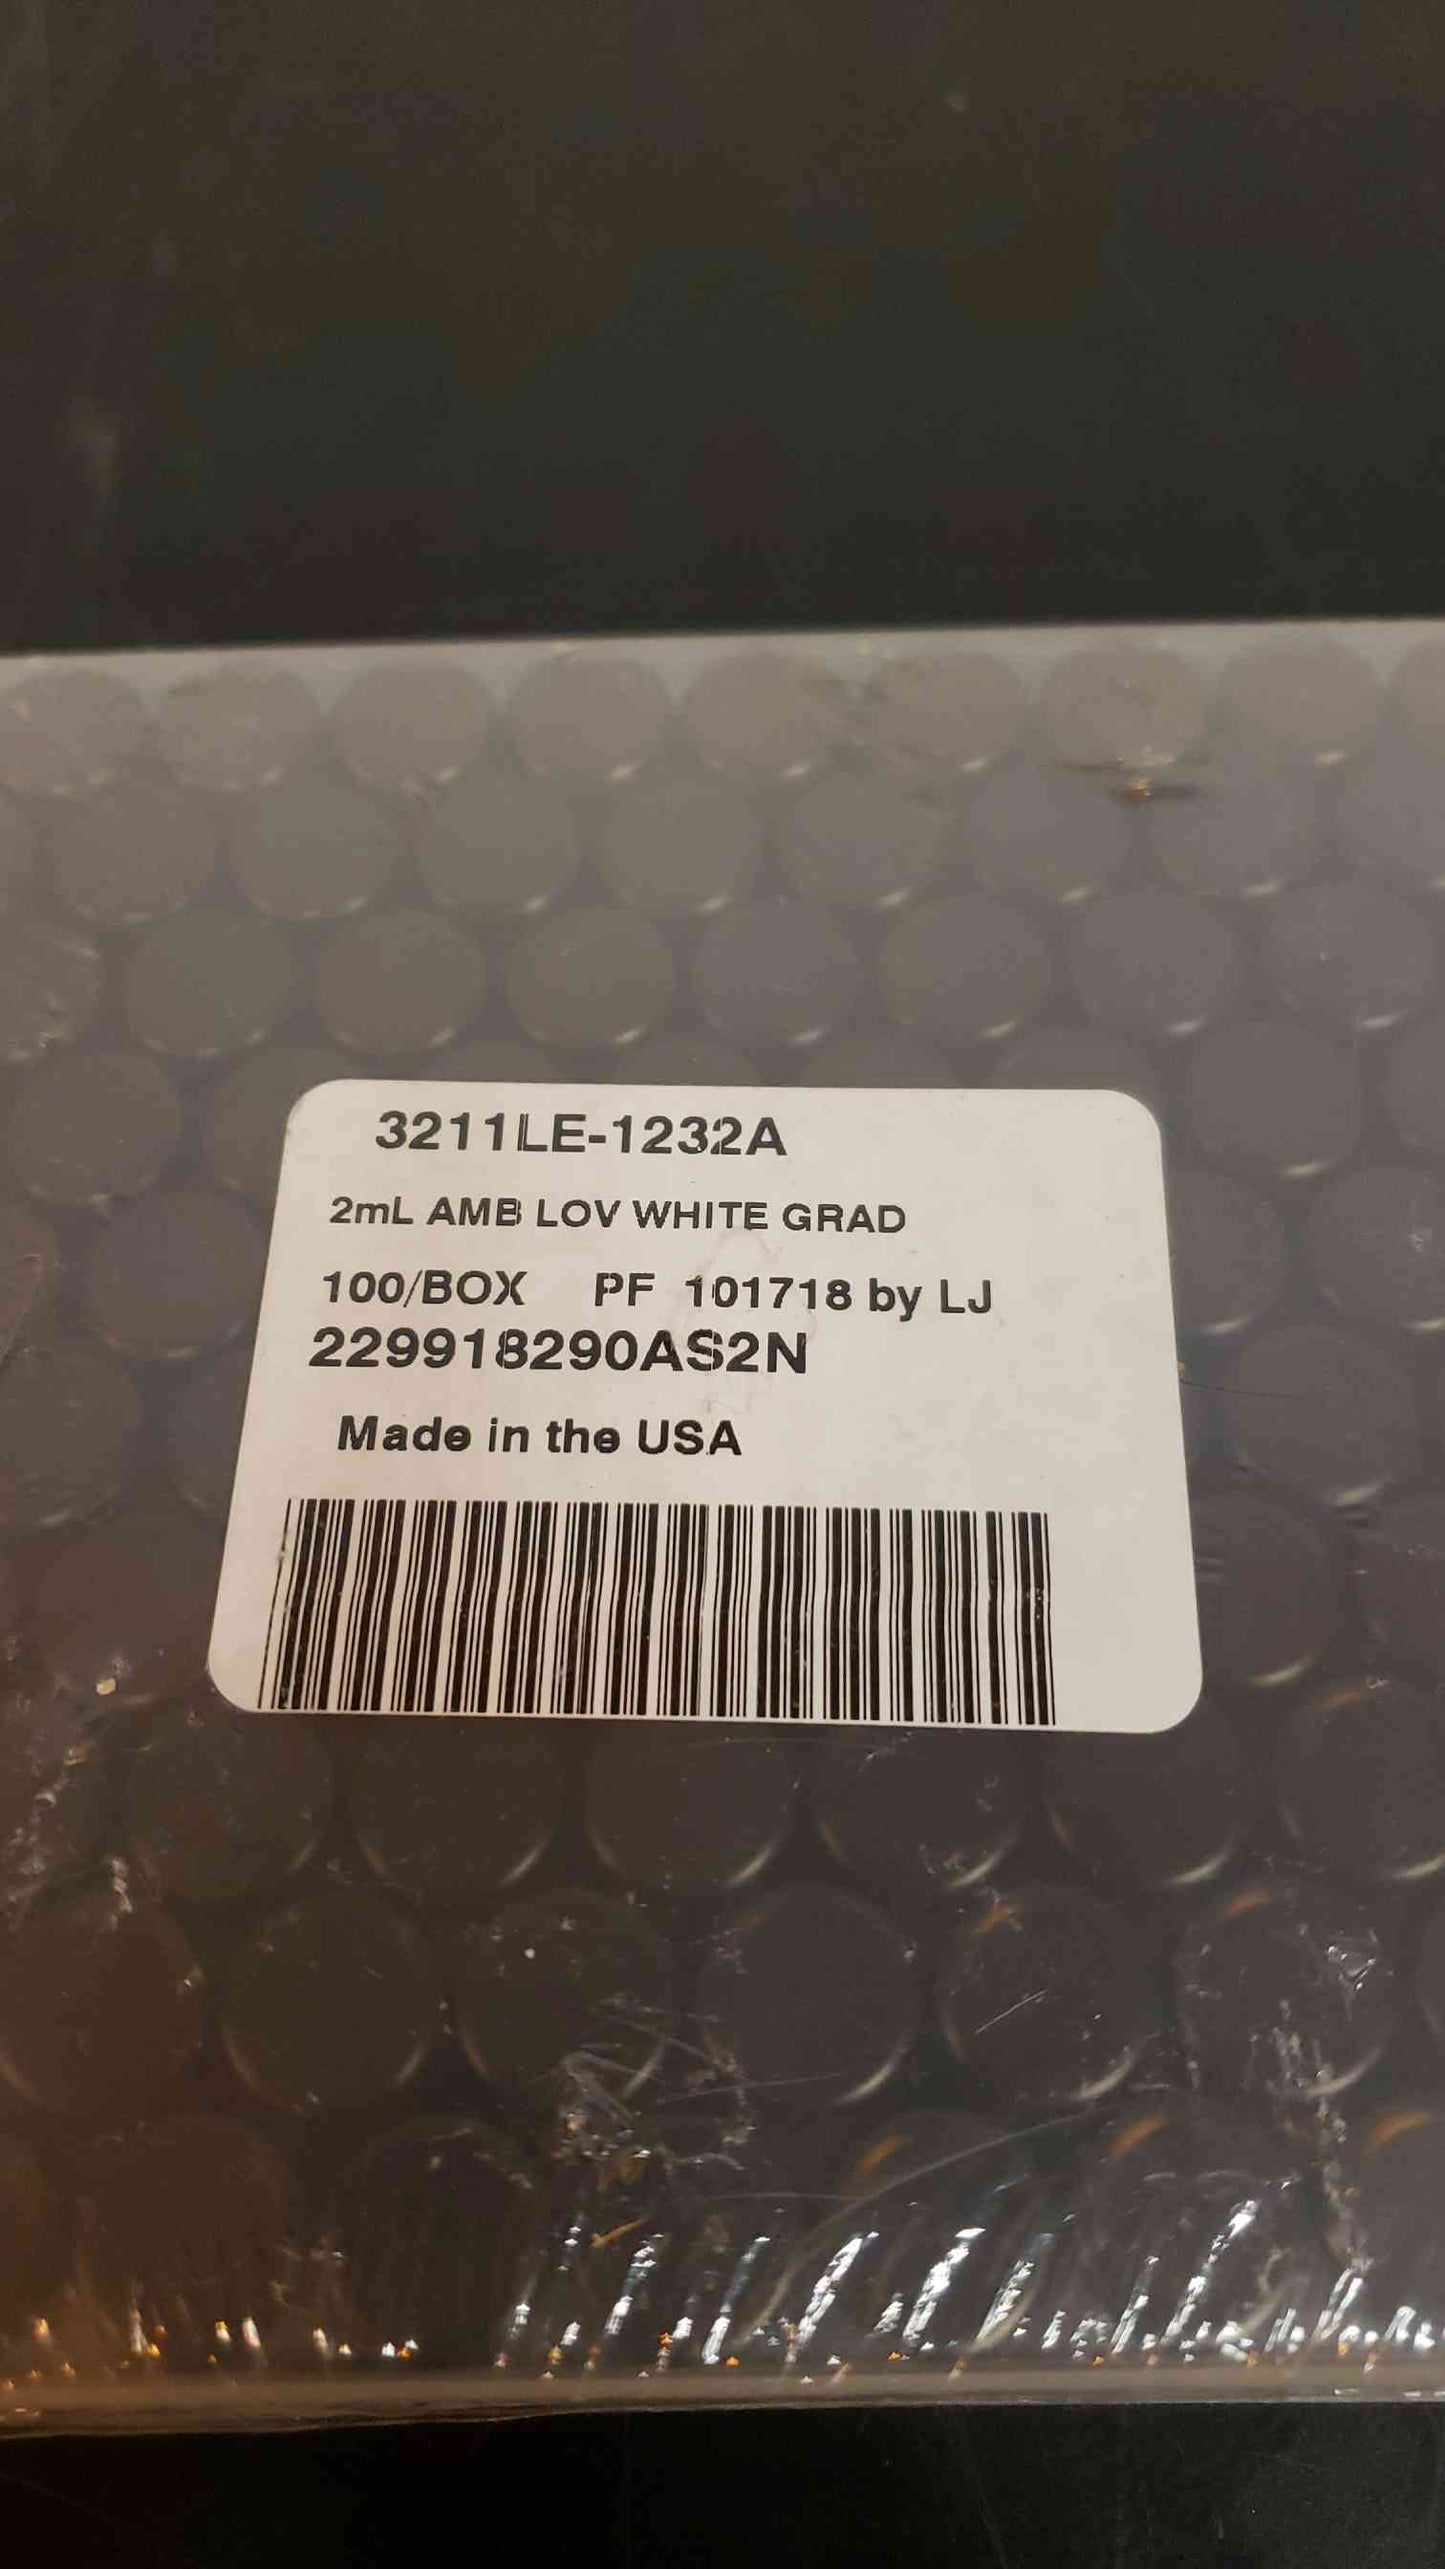 3211LE-1232A
2mL AMB LOV WHITE GRAD
100/BOX PF 101718 by LJ
229918290AS2N
Made in the USA